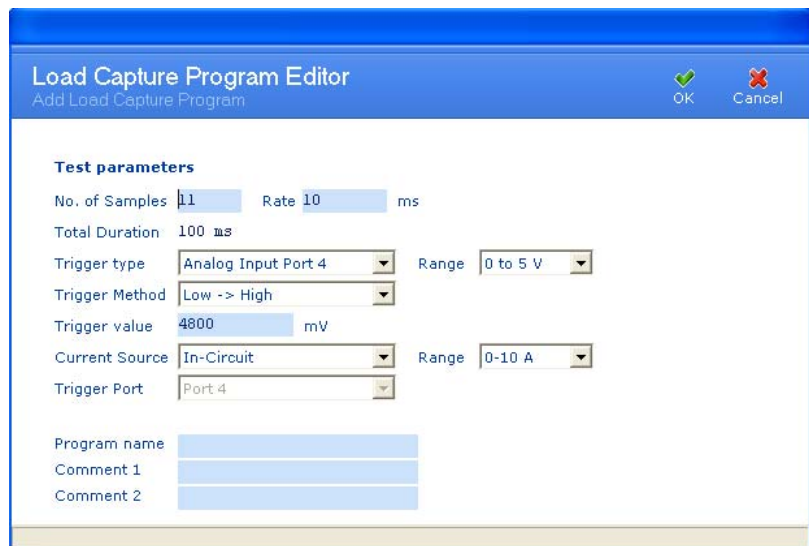 Load Capture Program Editor
Add Load Capture Program
OK Cancel
Test parameters
No. of Samples 11 Rate 10 ms
Total Duration 100 ms
Trigger type Analog Input Port 4 Range 0 to 5 V
Trigger Method Low -> High
Trigger value 4800 mV
Current Source In-Circuit Range 0-10 A
Trigger Port Port 4
Program name
Comment 1
Comment 2